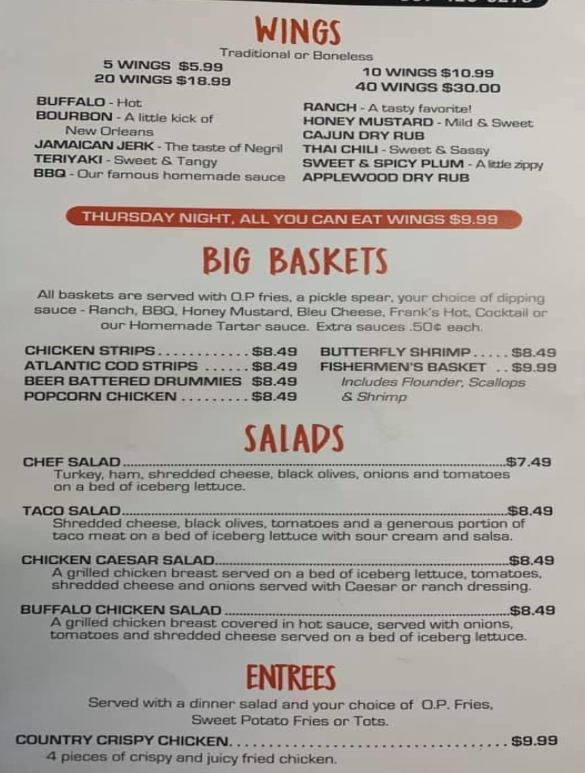 WINGS
Traditional or Boneless
5 WINGS $5.99
20 WINGS $18.99
10 WINGS $10.99
40 WINGS $30.00
BUFFALO - Hot
BOURBON - A little kick of
New Orleans
JAMAICAN JERK - The taste of Negril
TERIYAKI - Sweet & Tangy
BBQ - Our famous homemade sauce
RANCH - A tasty favorite!
HONEY MUSTARD - Mild & Sweet
CAJUN DRY RUB
THAI CHILI - Sweet & Sassy
SWEET & SPICY PLUM - A little zippy
APPLEWOOD DRY RUB
THURSDAY NIGHT, ALL YOU CAN EAT WINGS $9.99
BIG BASKETS
All baskets are served with O.P fries, a pickle spear, your choice of dipping
sauce - Ranch, BBQ, Honey Mustard, Bleu Cheese, Frank's Hot, Cocktail or
our Homemade Tartar sauce. Extra sauces .50¢ each.
CHICKEN STRIPS............ $8.49
ATLANTIC COD STRIPS ...... $8.49
BEER BATTERED DRUMMIES $8.49
POPCORN CHICKEN ......... $8.49
BUTTERFLY SHRIMP..... $8.49
FISHERMEN'S BASKET .. $9.99
Includes Flounder, Scallops
& Shrimp
SALADS
CHEF SALAD........................$7.49
Turkey, ham, shredded cheese, black olives, onions and tomatoes
on a bed of iceberg lettuce.
TACO SALAD........................$8.49
Shredded cheese, black olives, tomatoes and a generous portion of
taco meat on a bed of iceberg lettuce with sour cream and salsa.
CHICKEN CAESAR SALAD........................$8.49
A grilled chicken breast served on a bed of iceberg lettuce, tomatoes,
shredded cheese and onions served with Caesar or ranch dressing.
BUFFALO CHICKEN SALAD ........................$8.49
A grilled chicken breast covered in hot sauce, served with onions,
tomatoes and shredded cheese served on a bed of iceberg lettuce.
ENTREES
Served with a dinner salad and your choice of O.P. Fries,
Sweet Potato Fries or Tots.
COUNTRY CRISPY CHICKEN................................ $9.99
4 pieces of crispy and juicy fried chicken.